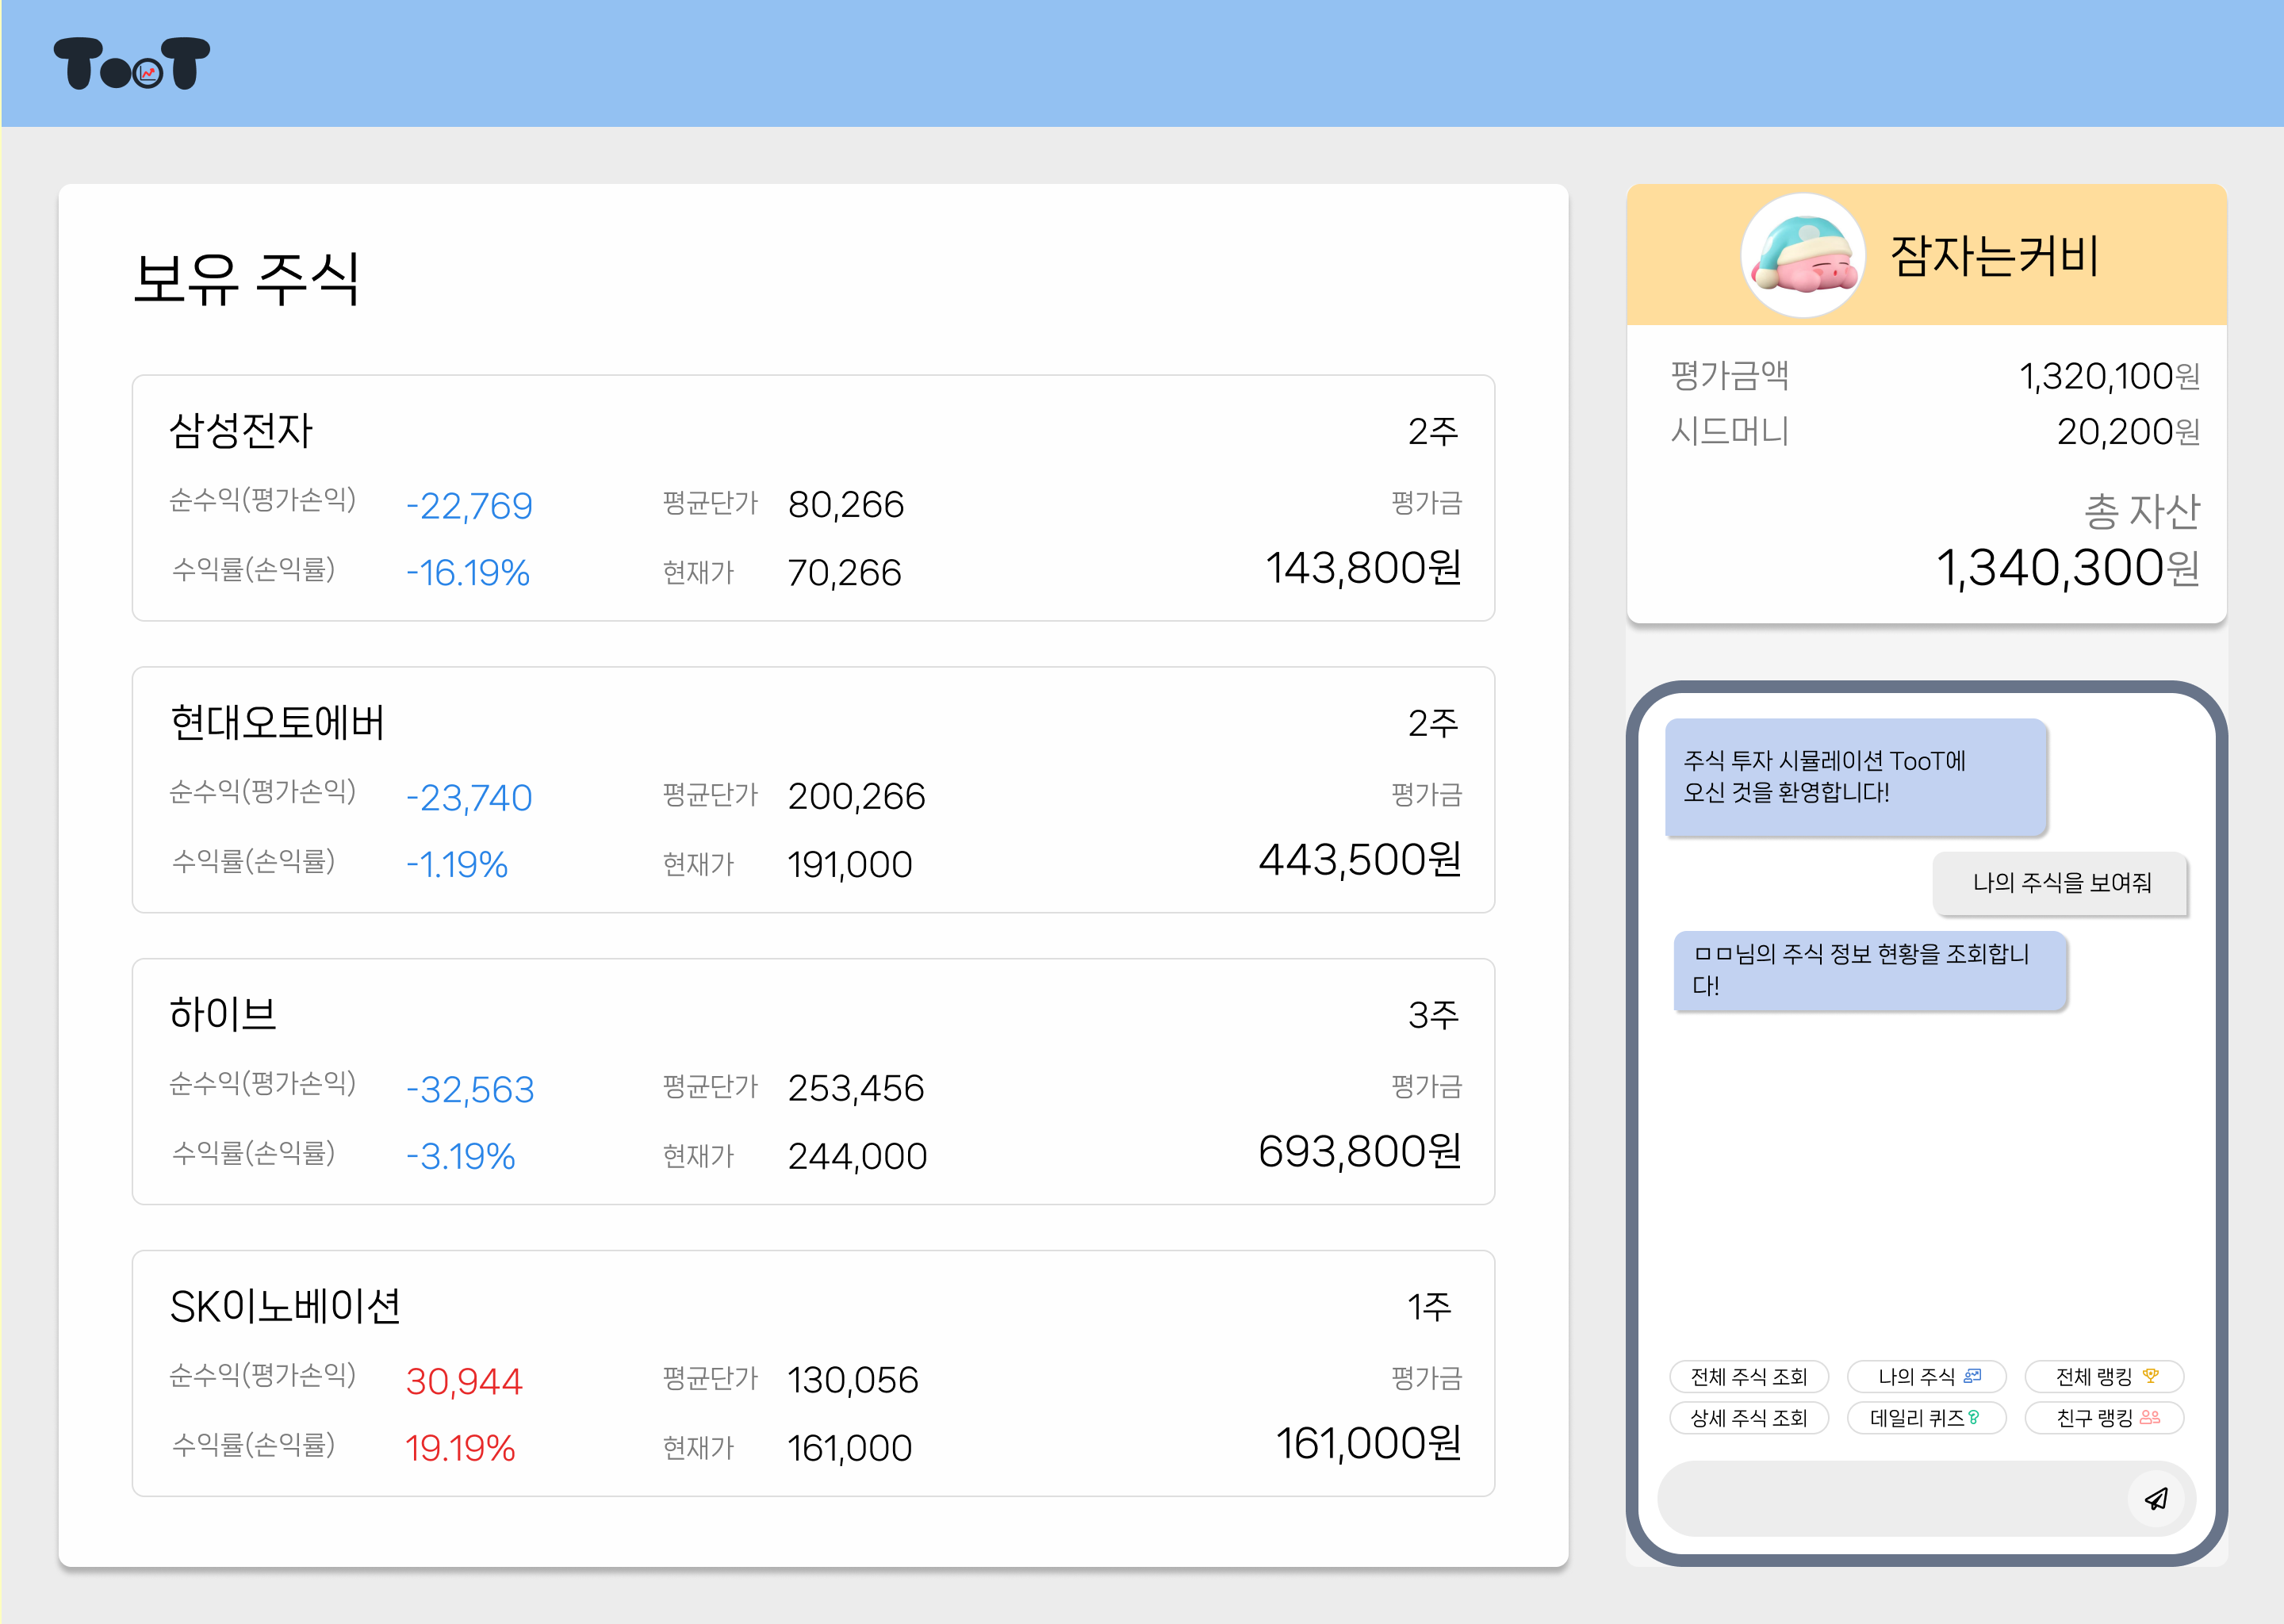 TooT
보유 주식
삼성전자 2주
순수익(평가손익) -22,769 평균단가 80,266 평가금
수익률(손익률) -16.19% 현재가 70,266 143,800원
현대오토에버 2주
순수익(평가손익) -23,740 평균단가 200,266 평가금
수익률(손익률) -1.19% 현재가 191,000 443,500원
하이브 3주
순수익(평가손익) -32,563 평균단가 253,456 평가금
수익률(손익률) -3.19% 현재가 244,000 693,800원
SK이노베이션 1주
순수익(평가손익) 30,944 평균단가 130,056 평가금
수익률(손익률) 19.19% 현재가 161,000 161,000원
잠자는커비
평가금액 1,320,100원
시드머니 20,200원
총 자산
1,340,300원
주식 투자 시뮬레이션 TooT에
오신 것을 환영합니다!
나의 주식을 보여줘
ㅁㅁ님의 주식 정보 현황을 조회합니
다!
전체 주식 조회 나의 주식 전체 랭킹
상세 주식 조회 데일리 퀴즈 친구 랭킹